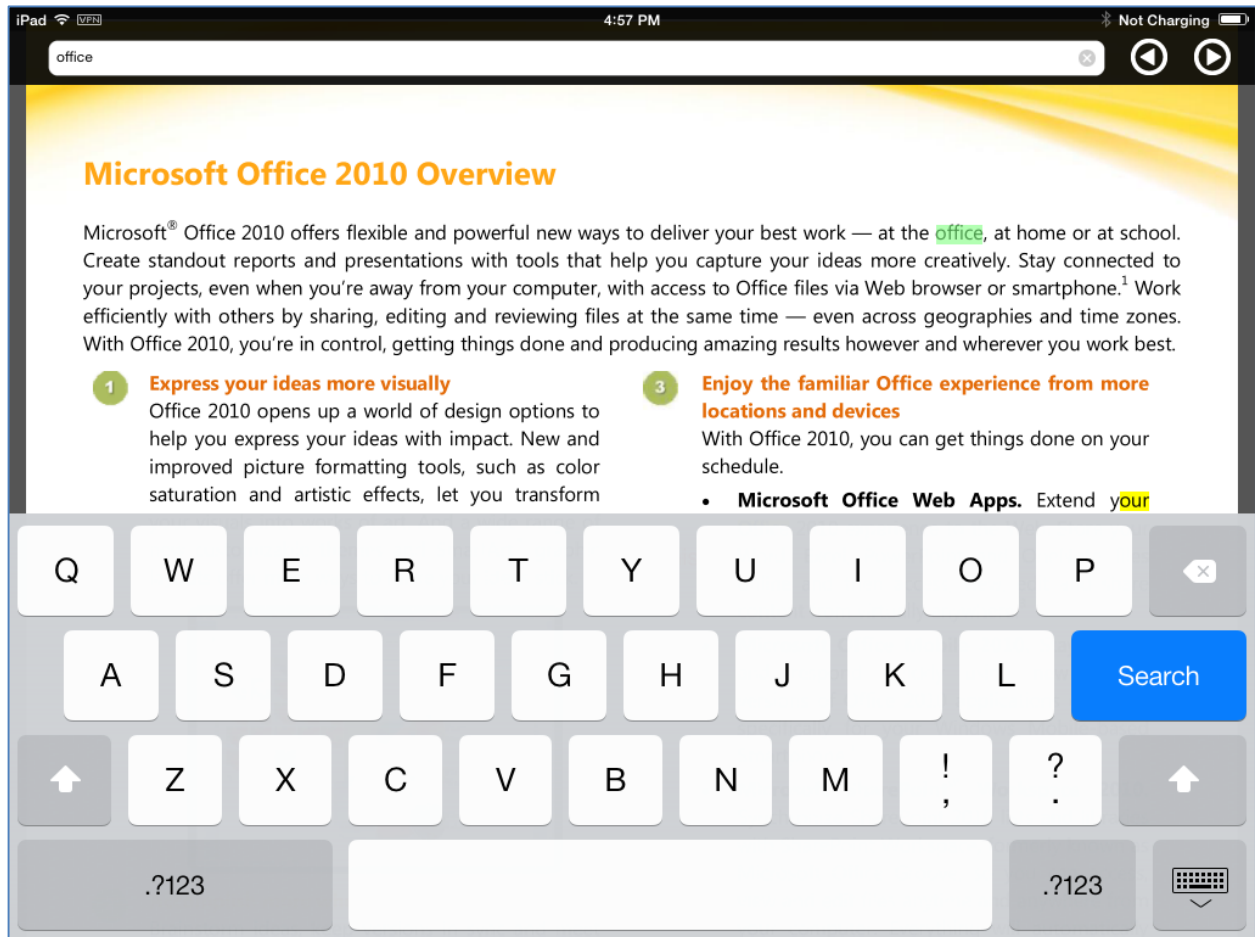 iPad VPN 4:57 PM Not Charging
office
Microsoft Office 2010 Overview
Microsoft® Office 2010 offers flexible and powerful new ways to deliver your best work — at the office, at home or at school.
Create standout reports and presentations with tools that help you capture your ideas more creatively. Stay connected to
your projects, even when you're away from your computer, with access to Office files via Web browser or smartphone.¹ Work
efficiently with others by sharing, editing and reviewing files at the same time — even across geographies and time zones.
With Office 2010, you're in control, getting things done and producing amazing results however and wherever you work best.
1 Express your ideas more visually
Office 2010 opens up a world of design options to
help you express your ideas with impact. New and
improved picture formatting tools, such as color
saturation and artistic effects, let you transform
3 Enjoy the familiar Office experience from more
locations and devices
With Office 2010, you can get things done on your
schedule.
• Microsoft Office Web Apps. Extend your
Q W E R T Y U I O P
A S D F G H J K L Search
Z X C V B N M ! , ? .
.?123 .?123